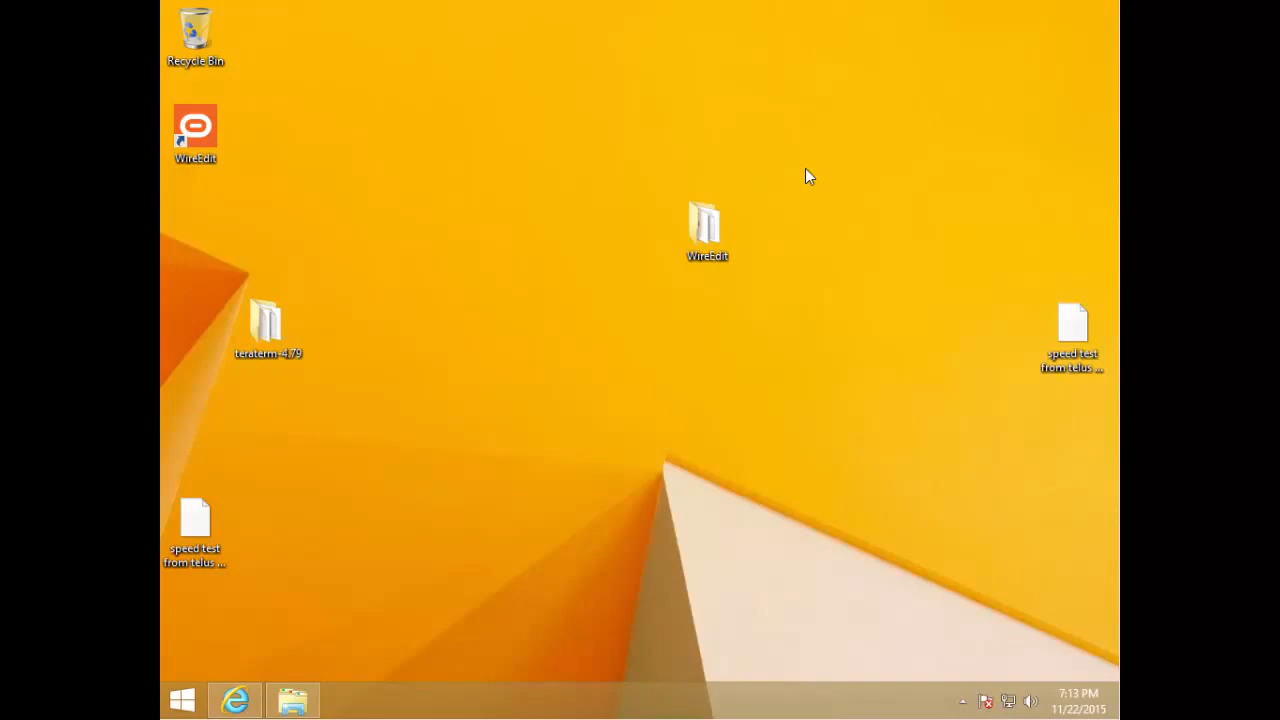 Recycle Bin
WireEdit
WireEdit
teraterm-4.79
speed test
from telus ...
speed test
from telus ...
7:13 PM
11/22/2015